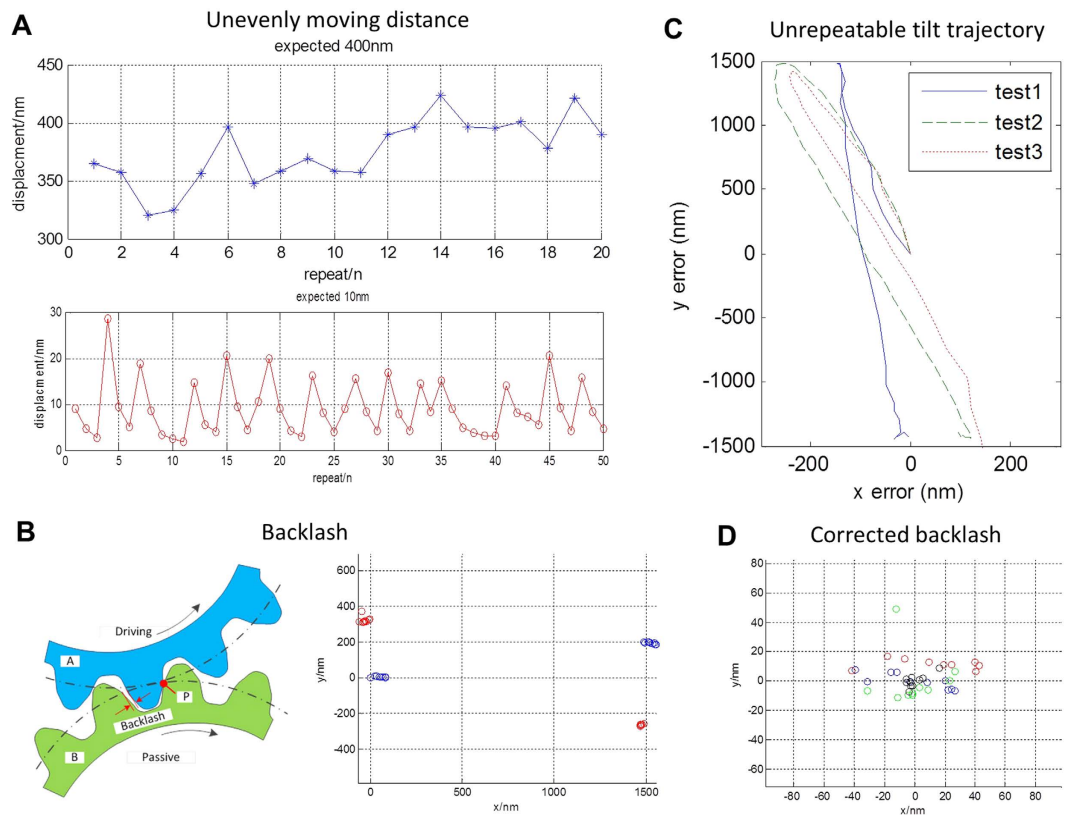 A
Unevenly moving distance
expected 400nm
displacment/nm
450
400
350
300
0 2 4 6 8 10 12 14 16 18 20
repeat/n
expected 10nm
displacment/nm
30
20
10
0
0 5 10 15 20 25 30 35 40 45 50
repeat/n
C
Unrepeatable tilt trajectory
test1
test2
test3
y error (nm)
1500
1000
500
0
-500
-1000
-1500
-200 0 200
x error (nm)
B
Backlash
Driving
A
P
Backlash
B
Passive
y/nm
600
400
200
0
-200
400
0 500 1000 1500
x/nm
D
Corrected backlash
y/nm
80
60
40
20
0
-20
-40
-60
-80 -60 -40 -20 0 20 40 60 80
x/nm